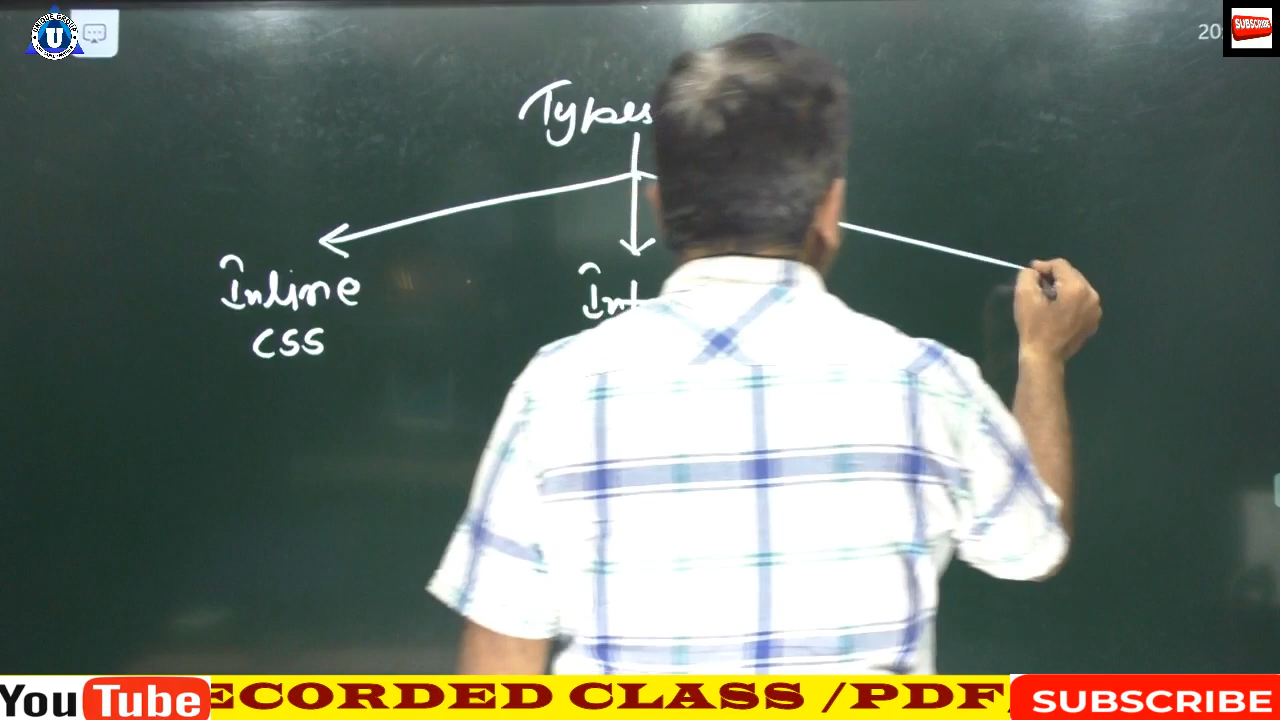 Types
Inline
CSS
U
YouTube
ECORDED CLASS /PDF/
SUBSCRIBE